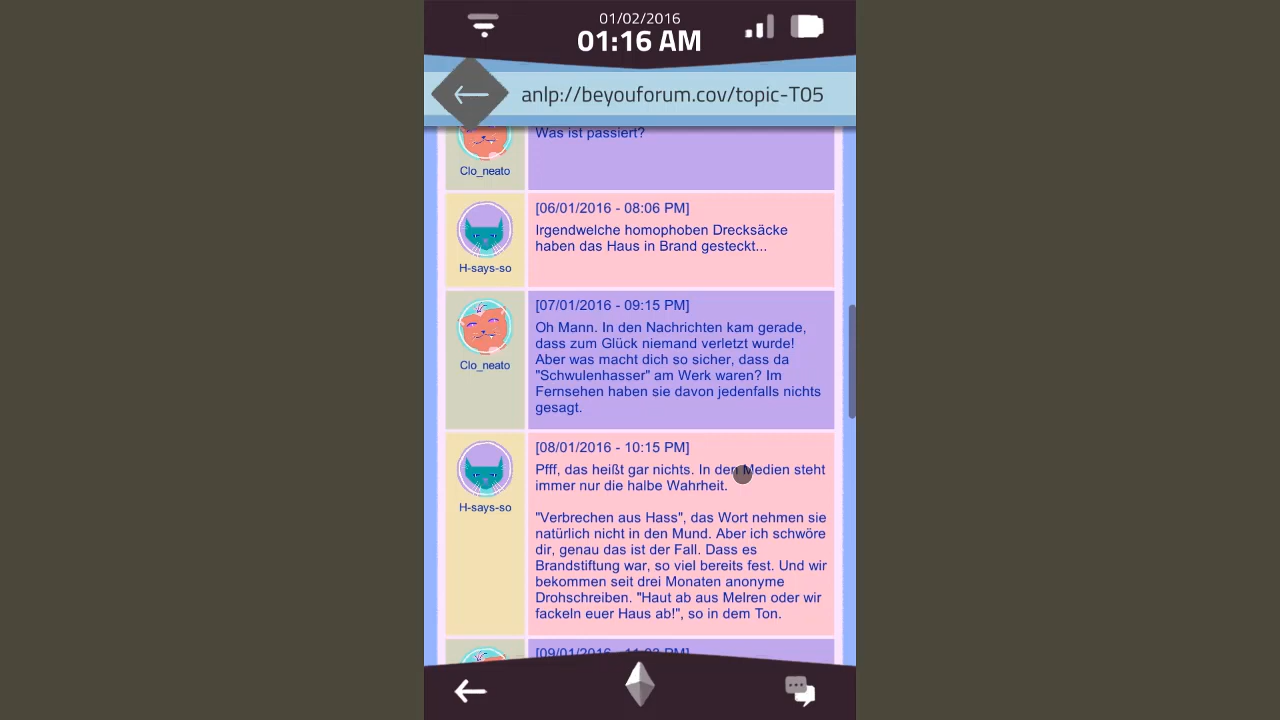 01/02/2016
01:16 AM
anlp://beyouforum.cov/topic-T05
Was ist passiert?
Clo_neato
[06/01/2016 - 08:06 PM]
Irgendwelche homophoben Drecksäcke
haben das Haus in Brand gesteckt...
H-says-so
[07/01/2016 - 09:15 PM]
Oh Mann. In den Nachrichten kam gerade,
dass zum Glück niemand verletzt wurde!
Aber was macht dich so sicher, dass da
"Schwulenhasser" am Werk waren? Im
Fernsehen haben sie davon jedenfalls nichts
gesagt.
Clo_neato
[08/01/2016 - 10:15 PM]
Pfff, das heißt gar nichts. In den Medien steht
immer nur die halbe Wahrheit.
"Verbrechen aus Hass", das Wort nehmen sie
natürlich nicht in den Mund. Aber ich schwöre
dir, genau das ist der Fall. Dass es
Brandstiftung war, so viel bereits fest. Und wir
bekommen seit drei Monaten anonyme
Drohschreiben. "Haut ab aus Melren oder wir
fackeln euer Haus ab!", so in dem Ton.
H-says-so